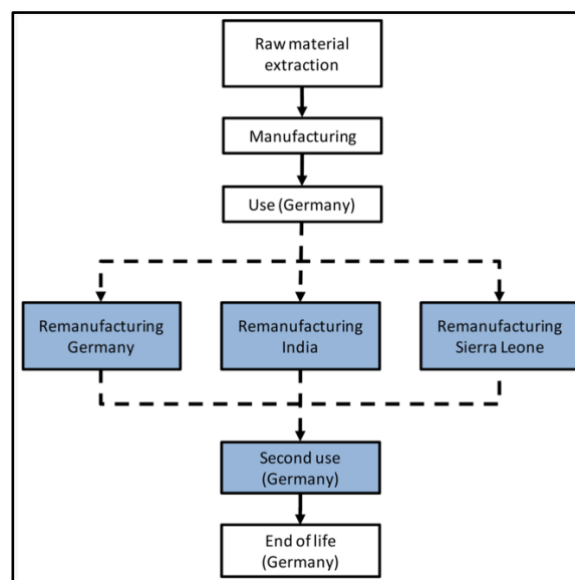 Raw material
extraction
Manufacturing
Use (Germany)
Remanufacturing
Germany
Remanufacturing
India
Remanufacturing
Sierra Leone
Second use
(Germany)
End of life
(Germany)